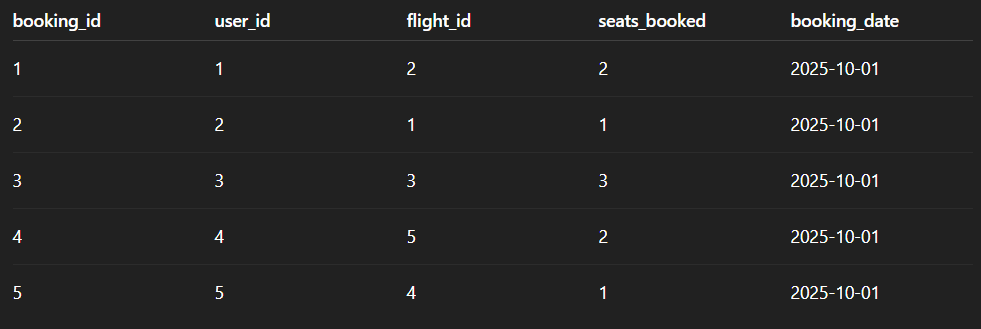 booking_id user_id flight_id seats_booked booking_date
1 1 2 2 2025-10-01
2 2 1 1 2025-10-01
3 3 3 3 2025-10-01
4 4 5 2 2025-10-01
5 5 4 1 2025-10-01